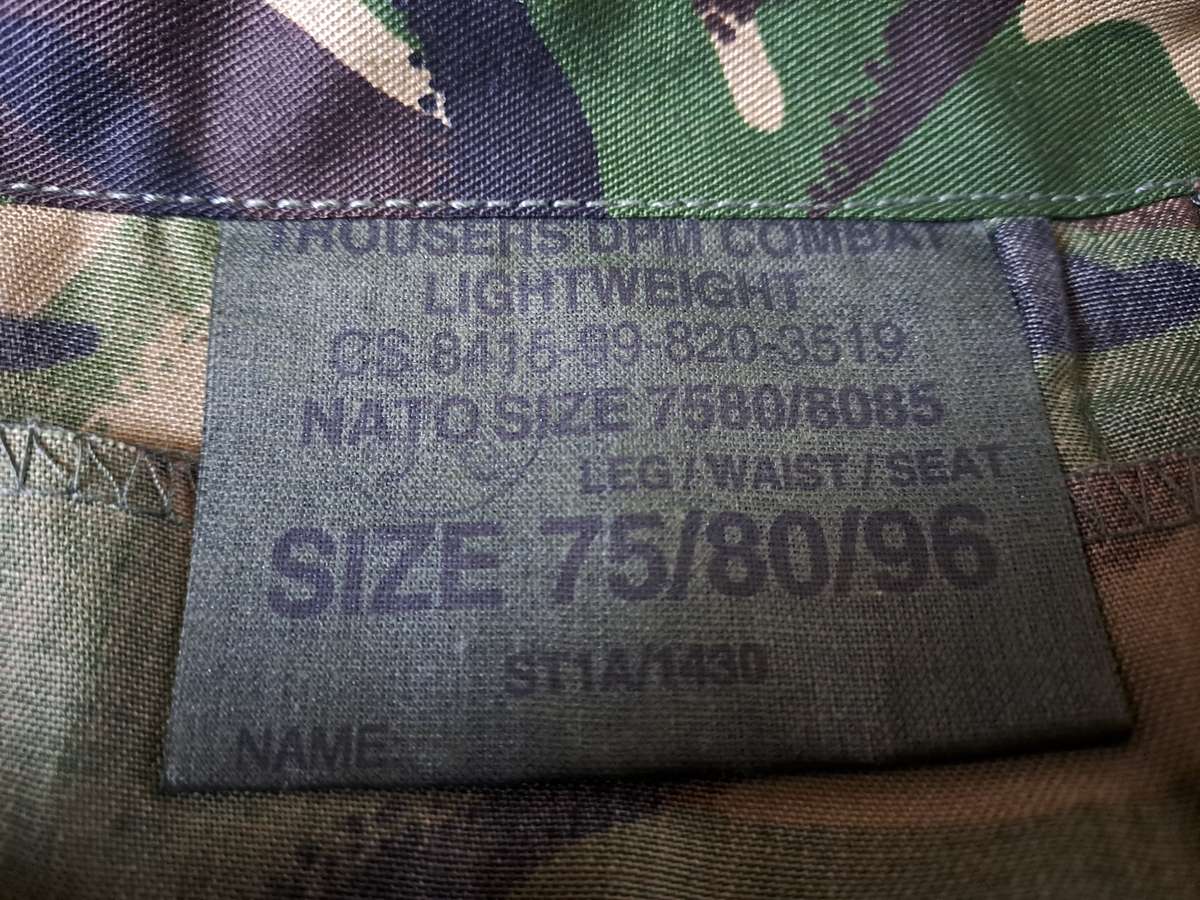 TROUSERS DPM COMBAT
LIGHTWEIGHT
CS 8415-99-820-3519
NATO SIZE 7580/8085
LEG / WAIST / SEAT
SIZE 75/80/96
ST1A/1430
NAME